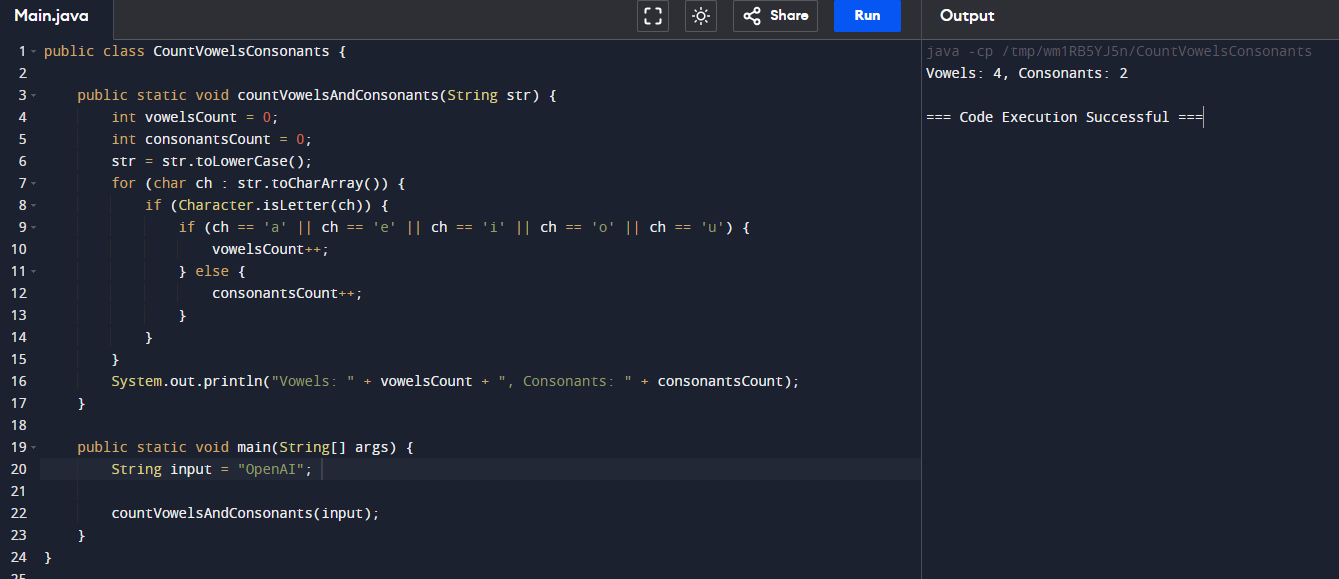 Main.java
Share
Run
Output
1 public class CountVowelsConsonants {
2
3     public static void countVowelsAndConsonants(String str) {
4         int vowelsCount = 0;
5         int consonantsCount = 0;
6         str = str.toLowerCase();
7         for (char ch : str.toCharArray()) {
8             if (Character.isLetter(ch)) {
9                 if (ch == 'a' || ch == 'e' || ch == 'i' || ch == 'o' || ch == 'u') {
10                     vowelsCount++;
11                 } else {
12                     consonantsCount++;
13                 }
14             }
15         }
16         System.out.println("Vowels: " + vowelsCount + ", Consonants: " + consonantsCount);
17     }
18
19     public static void main(String[] args) {
20         String input = "OpenAI";
21
22         countVowelsAndConsonants(input);
23     }
24 }
25
java -cp /tmp/wm1RB5YJ5n/CountVowelsConsonants
Vowels: 4, Consonants: 2
=== Code Execution Successful ===